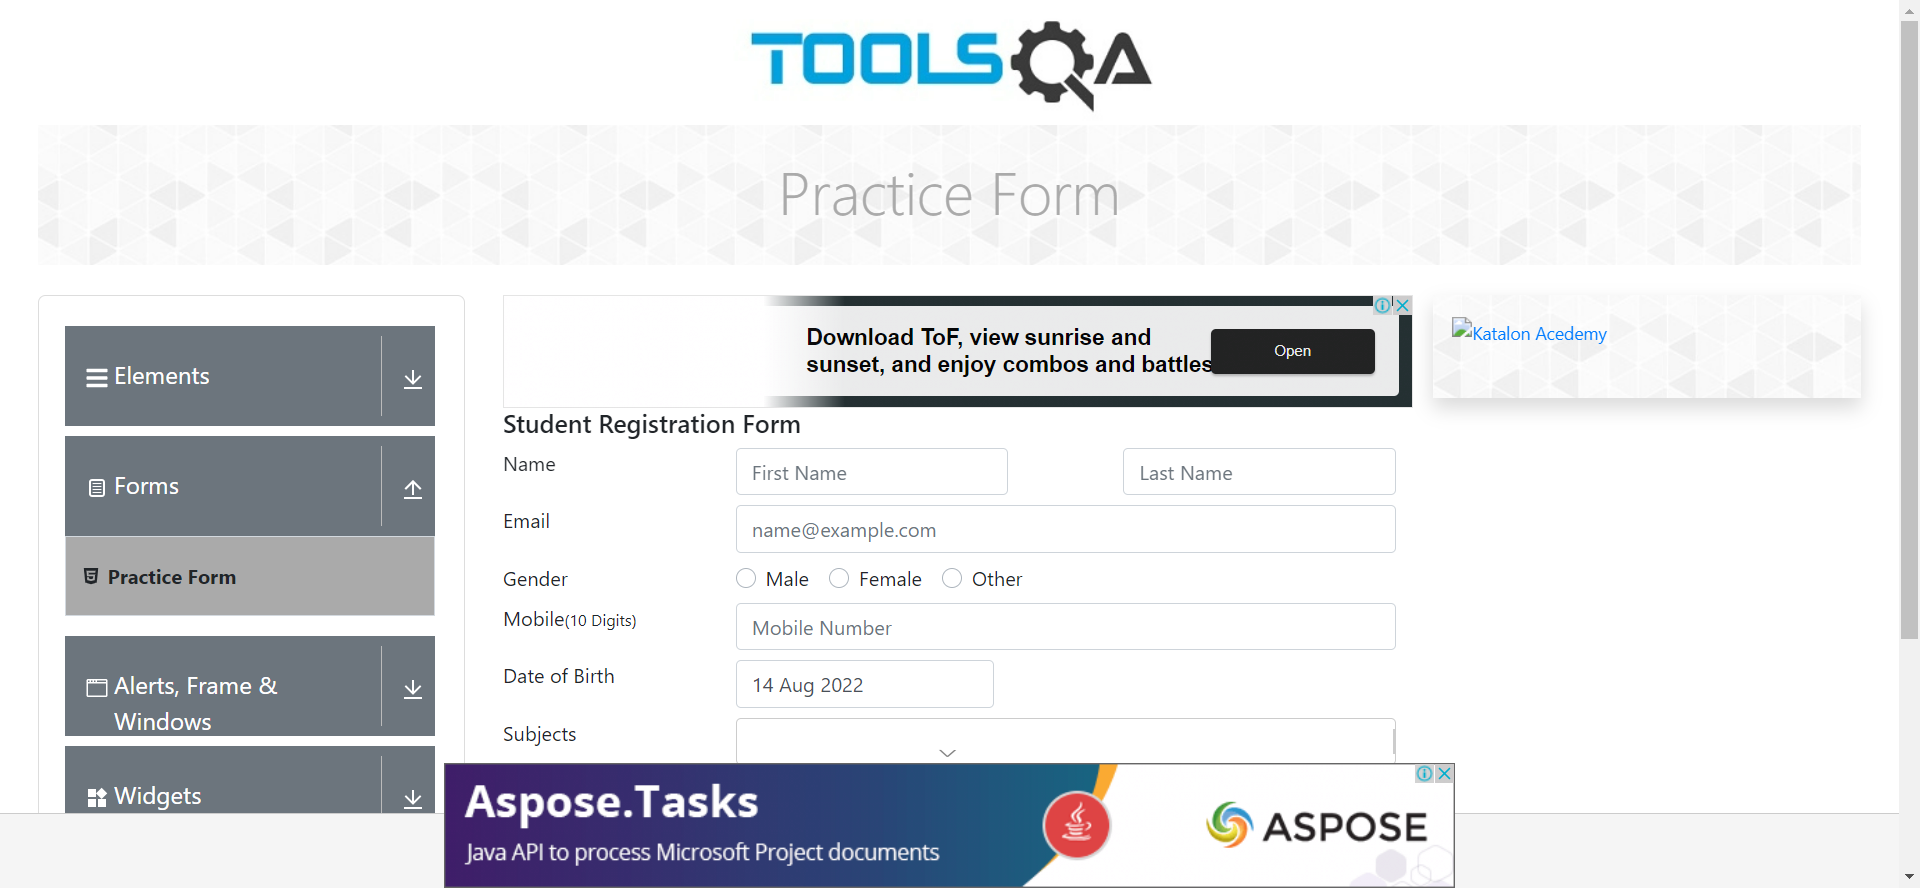 TOOLSQA
Practice Form
Elements
Forms
Practice Form
Alerts, Frame &
Windows
Widgets
Download ToF, view sunrise and
sunset, and enjoy combos and battles
Open
Katalon Acedemy
Student Registration Form
Name
First Name
Last Name
Email
name@example.com
Gender
Male
Female
Other
Mobile(10 Digits)
Mobile Number
Date of Birth
14 Aug 2022
Subjects
Aspose.Tasks
Java API to process Microsoft Project documents
ASPOSE